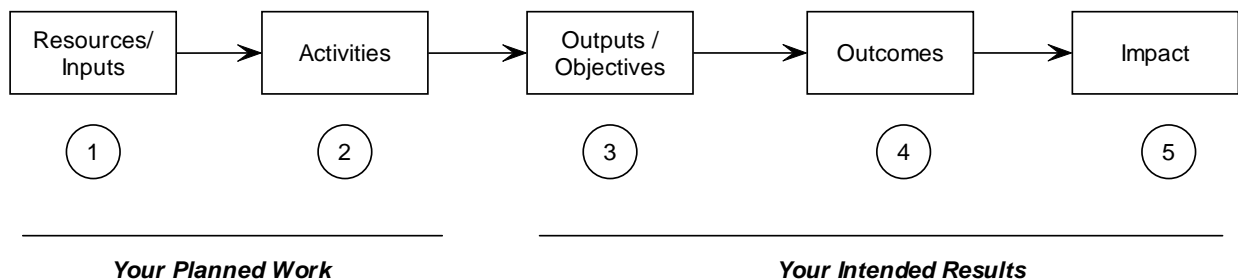 Resources/
Inputs
Activities
Outputs /
Objectives
Outcomes
Impact
1
2
3
4
5
Your Planned Work
Your Intended Results